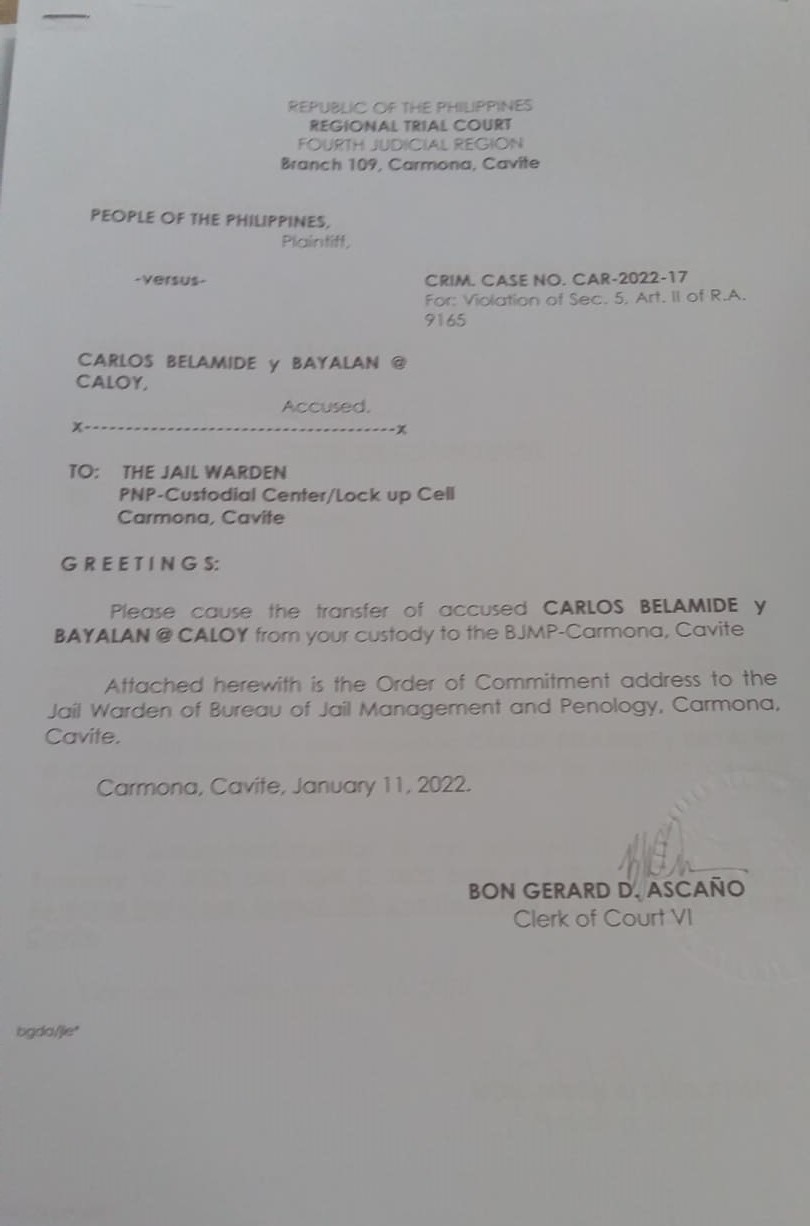 REPUBLIC OF THE PHILIPPINES
REGIONAL TRIAL COURT
FOURTH JUDICIAL REGION
Branch 109, Carmona, Cavite
PEOPLE OF THE PHILIPPINES,
Plaintiff,
-versus-
CRIM. CASE NO. CAR-2022-17
For: Violation of Sec. 5, Art. II of R.A.
9165
CARLOS BELAMIDE y BAYALAN @
CALOY,
Accused.
x-------------------------------------x
TO: THE JAIL WARDEN
PNP-Custodial Center/Lock up Cell
Carmona, Cavite
G R E E T I N G S:
Please cause the transfer of accused CARLOS BELAMIDE y
BAYALAN @ CALOY from your custody to the BJMP-Carmona, Cavite
Attached herewith is the Order of Commitment address to the
Jail Warden of Bureau of Jail Management and Penology, Carmona,
Cavite.
Carmona, Cavite, January 11, 2022.
BON GERARD D. ASCAÑO
Clerk of Court VI
bgda/jle*